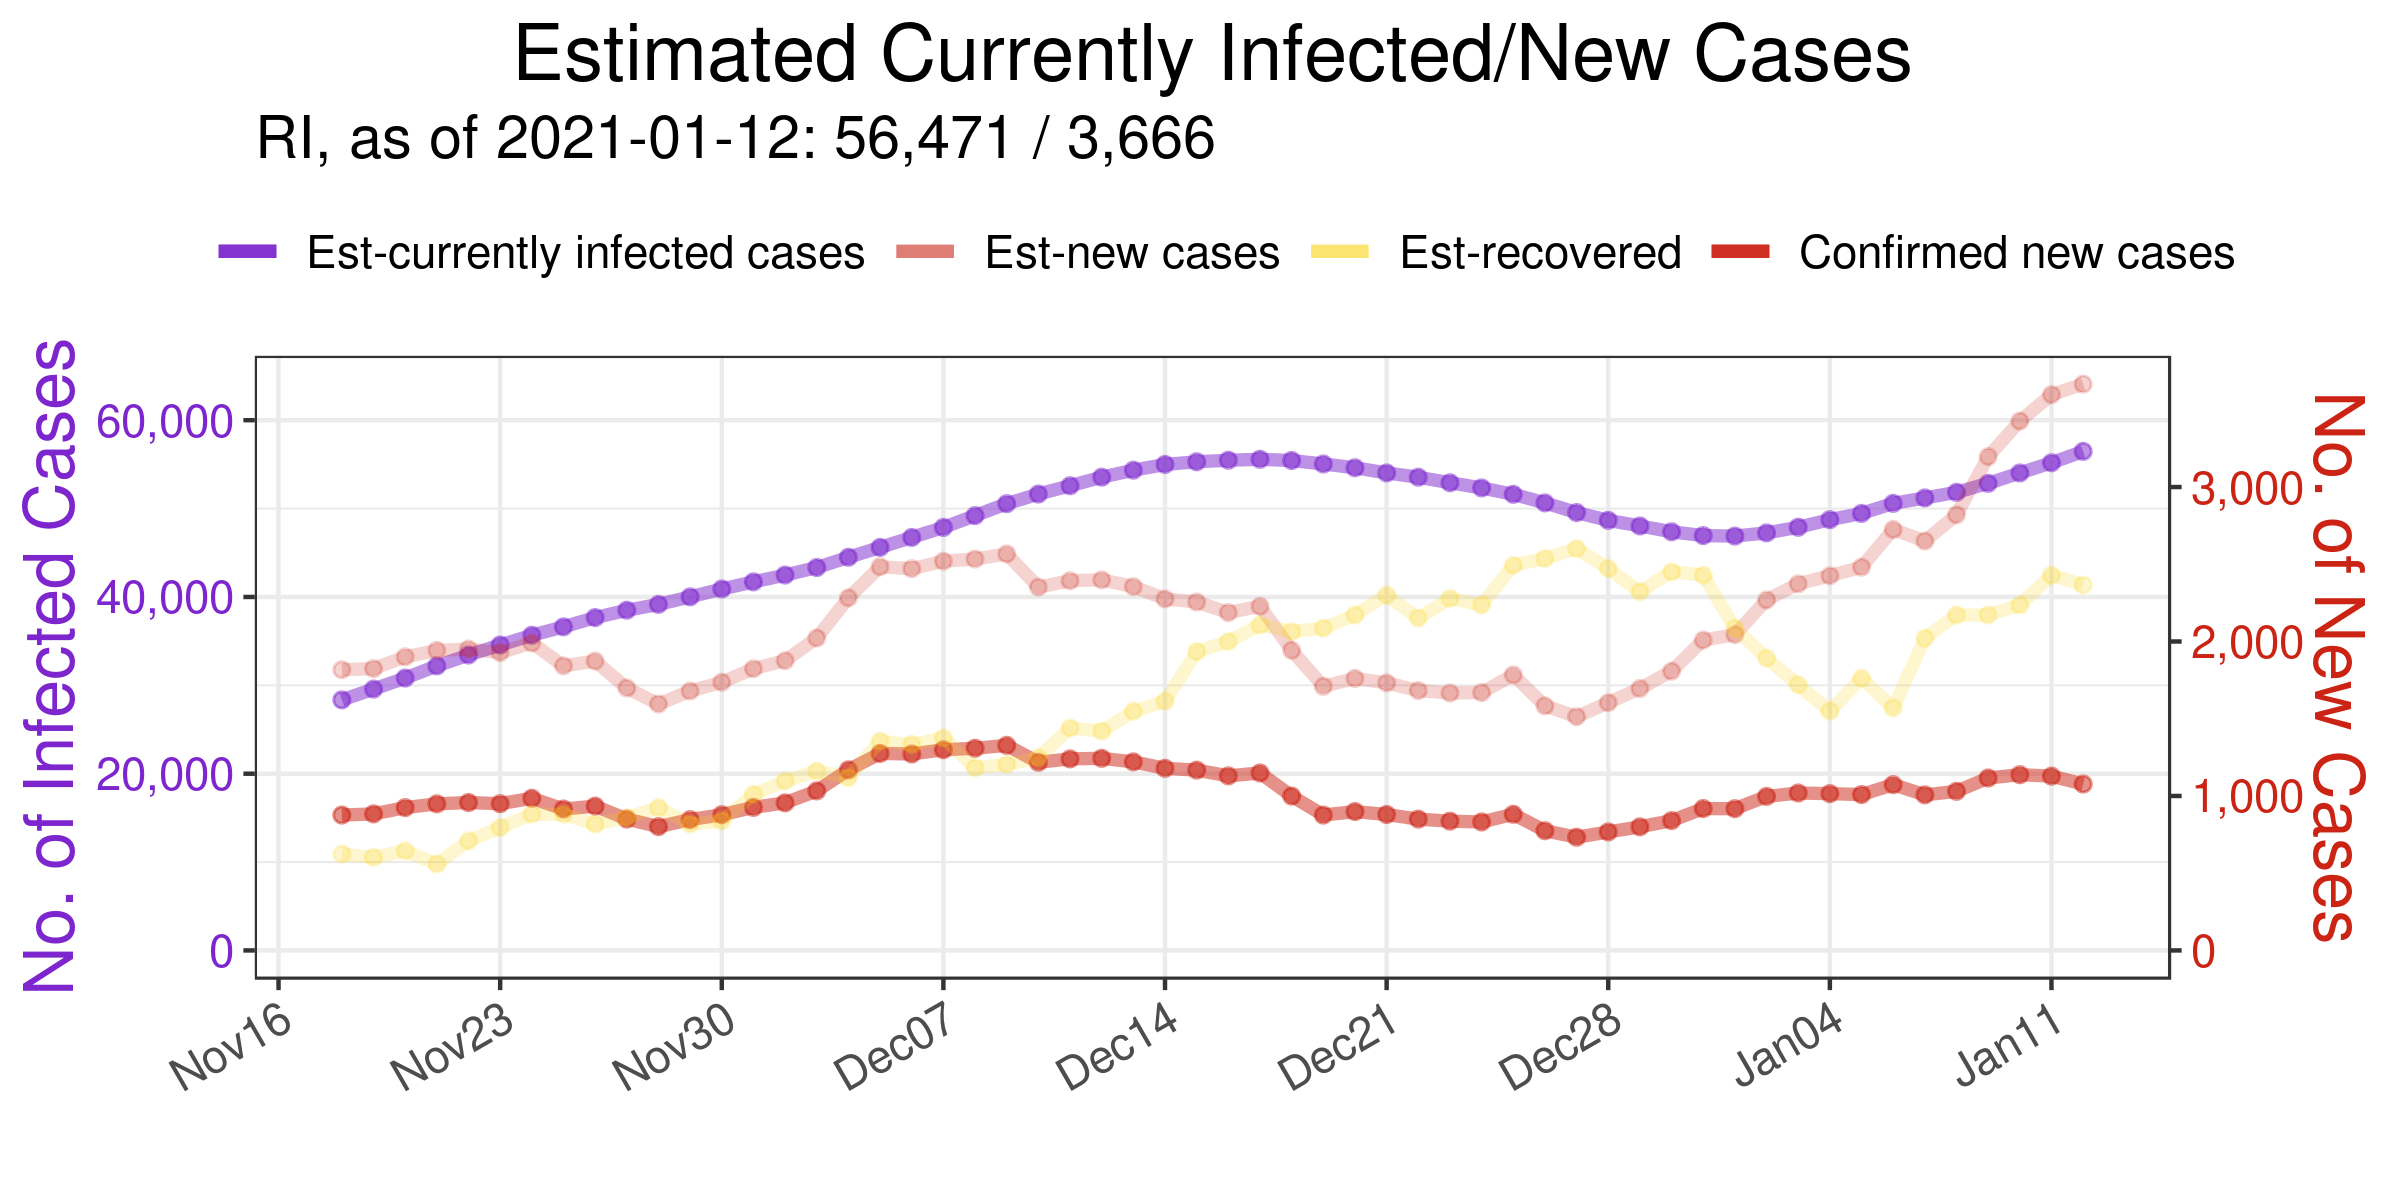 Estimated Currently Infected/New Cases
RI, as of 2021-01-12: 56,471 / 3,666
Est-currently infected cases Est-new cases Est-recovered Confirmed new cases
No. of Infected Cases
60,000
40,000
20,000
0
3,000
2,000
1,000
0
No. of New Cases
Nov16 Nov23 Nov30 Dec07 Dec14 Dec21 Dec28 Jan04 Jan11